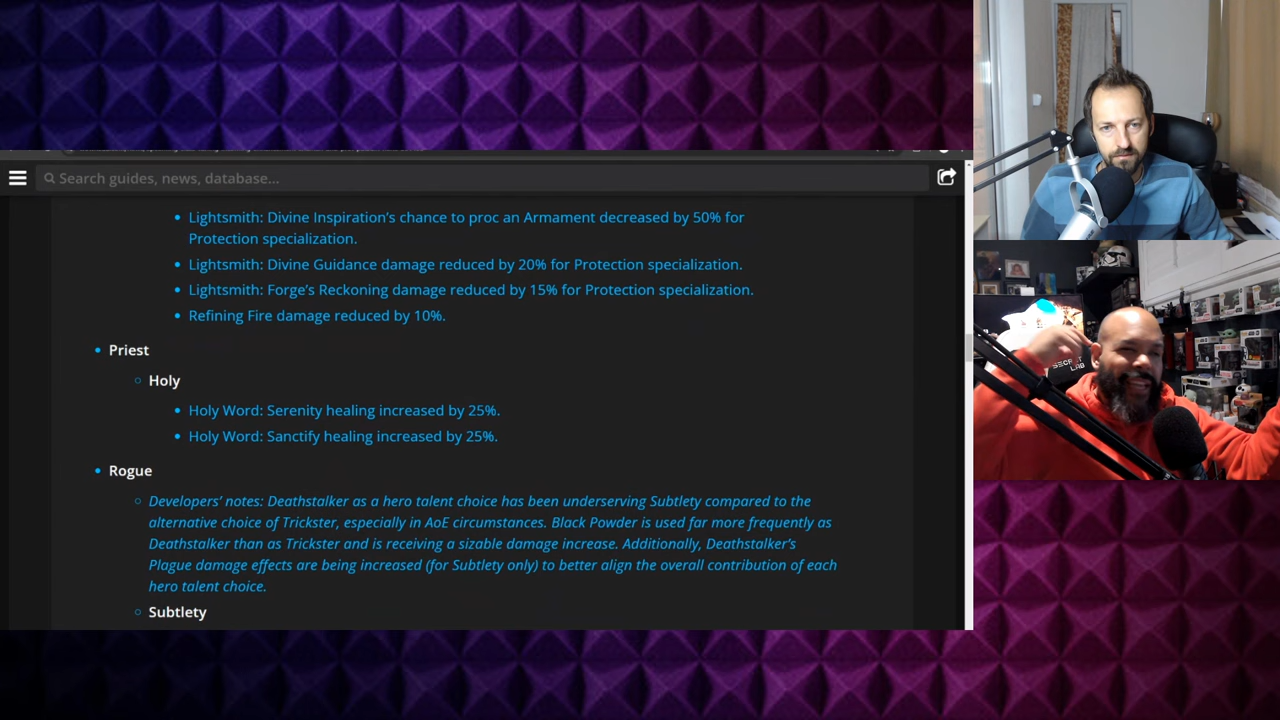 Search guides, news, database...
Lightsmith: Divine Inspiration's chance to proc an Armament decreased by 50% for
Protection specialization.
Lightsmith: Divine Guidance damage reduced by 20% for Protection specialization.
Lightsmith: Forge's Reckoning damage reduced by 15% for Protection specialization.
Refining Fire damage reduced by 10%.
Priest
Holy
Holy Word: Serenity healing increased by 25%.
Holy Word: Sanctify healing increased by 25%.
Rogue
Developers' notes: Deathstalker as a hero talent choice has been underserving Subtlety compared to the
alternative choice of Trickster, especially in AoE circumstances. Black Powder is used far more frequently as
Deathstalker than as Trickster and is receiving a sizable damage increase. Additionally, Deathstalker's
Plague damage effects are being increased (for Subtlety only) to better align the overall contribution of each
hero talent choice.
Subtlety
SECRET
LAB